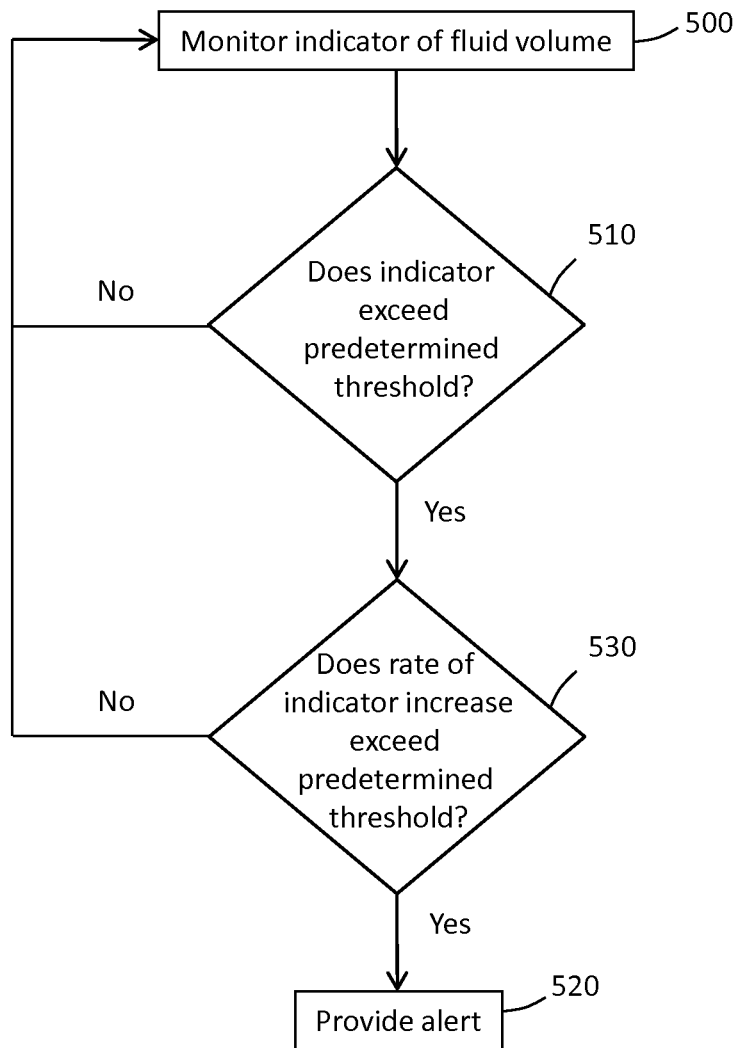 Monitor indicator of fluid volume
500
510
Does indicator
exceed
predetermined
threshold?
No
Yes
530
Does rate of
indicator increase
exceed
predetermined
threshold?
No
Yes
520
Provide alert